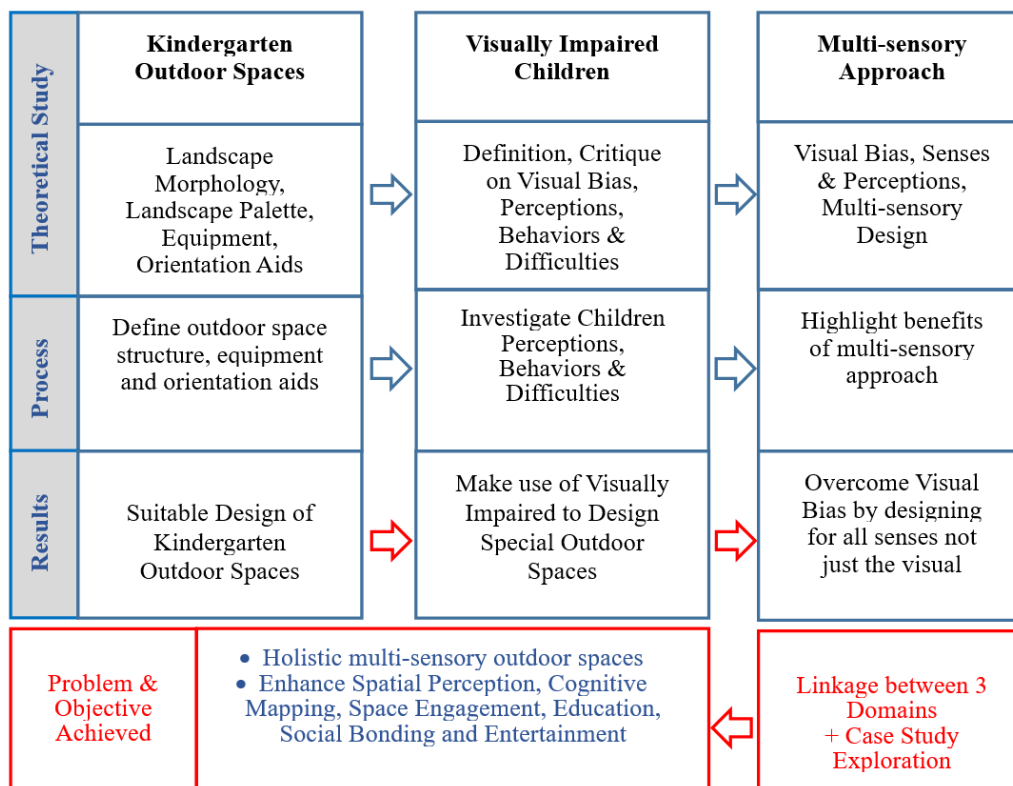 Theoretical Study
Kindergarten
Outdoor Spaces
Visually Impaired
Children
Multi-sensory
Approach
Landscape
Morphology,
Landscape Palette,
Equipment,
Orientation Aids
Definition, Critique
on Visual Bias,
Perceptions,
Behaviors &
Difficulties
Visual Bias, Senses
& Perceptions,
Multi-sensory
Design
Process
Define outdoor space
structure, equipment
and orientation aids
Investigate Children
Perceptions,
Behaviors &
Difficulties
Highlight benefits
of multi-sensory
approach
Results
Suitable Design of
Kindergarten
Outdoor Spaces
Make use of Visually
Impaired to Design
Special Outdoor
Spaces
Overcome Visual
Bias by designing
for all senses not
just the visual
Problem &
Objective
Achieved
• Holistic multi-sensory outdoor spaces
• Enhance Spatial Perception, Cognitive
Mapping, Space Engagement, Education,
Social Bonding and Entertainment
Linkage between 3
Domains
+ Case Study
Exploration